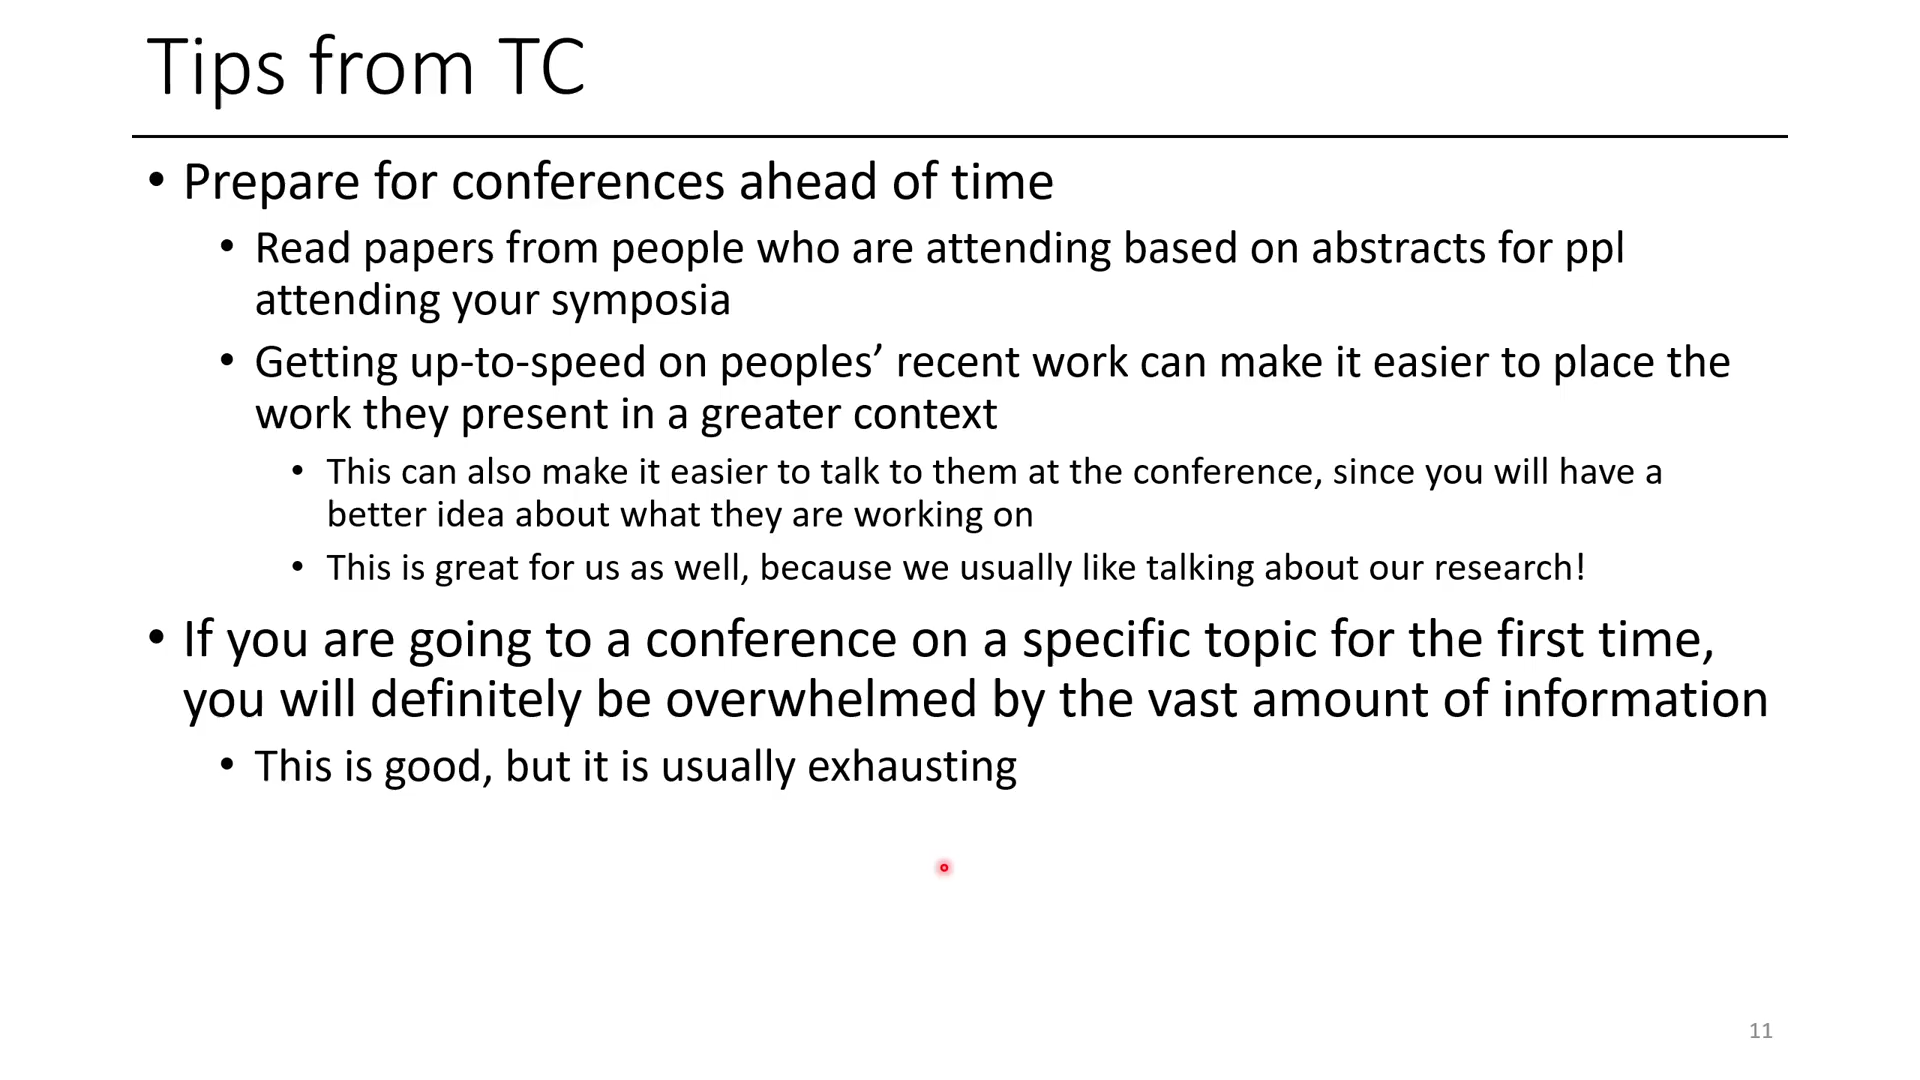 Tips from TC
• Prepare for conferences ahead of time
• Read papers from people who are attending based on abstracts for ppl
attending your symposia
• Getting up-to-speed on peoples’ recent work can make it easier to place the
work they present in a greater context
• This can also make it easier to talk to them at the conference, since you will have a
better idea about what they are working on
• This is great for us as well, because we usually like talking about our research!
• If you are going to a conference on a specific topic for the first time,
you will definitely be overwhelmed by the vast amount of information
• This is good, but it is usually exhausting
11